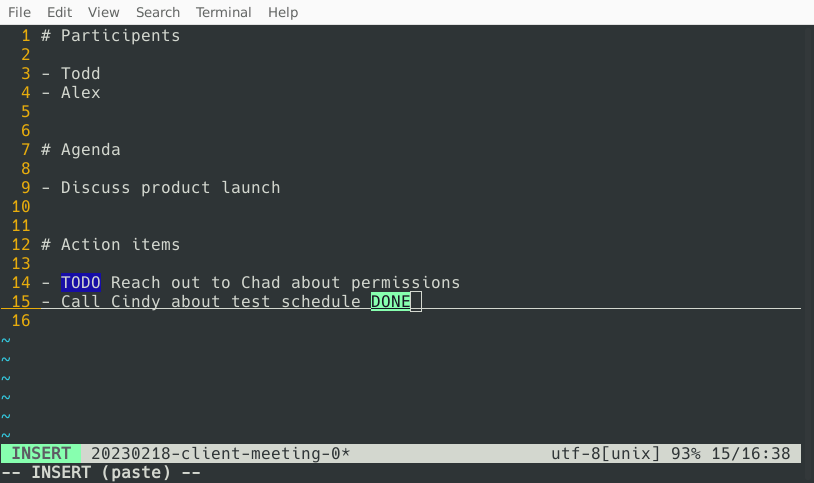 File Edit View Search Terminal Help
1 # Participents
2
3 - Todd
4 - Alex
5
6
7 # Agenda
8
9 - Discuss product launch
10
11
12 # Action items
13
14 - TODO Reach out to Chad about permissions
15 - Call Cindy about test schedule DONE
16
~
~
~
~
~
~
INSERT 20230218-client-meeting-0* utf-8[unix] 93% 15/16:38
-- INSERT (paste) --